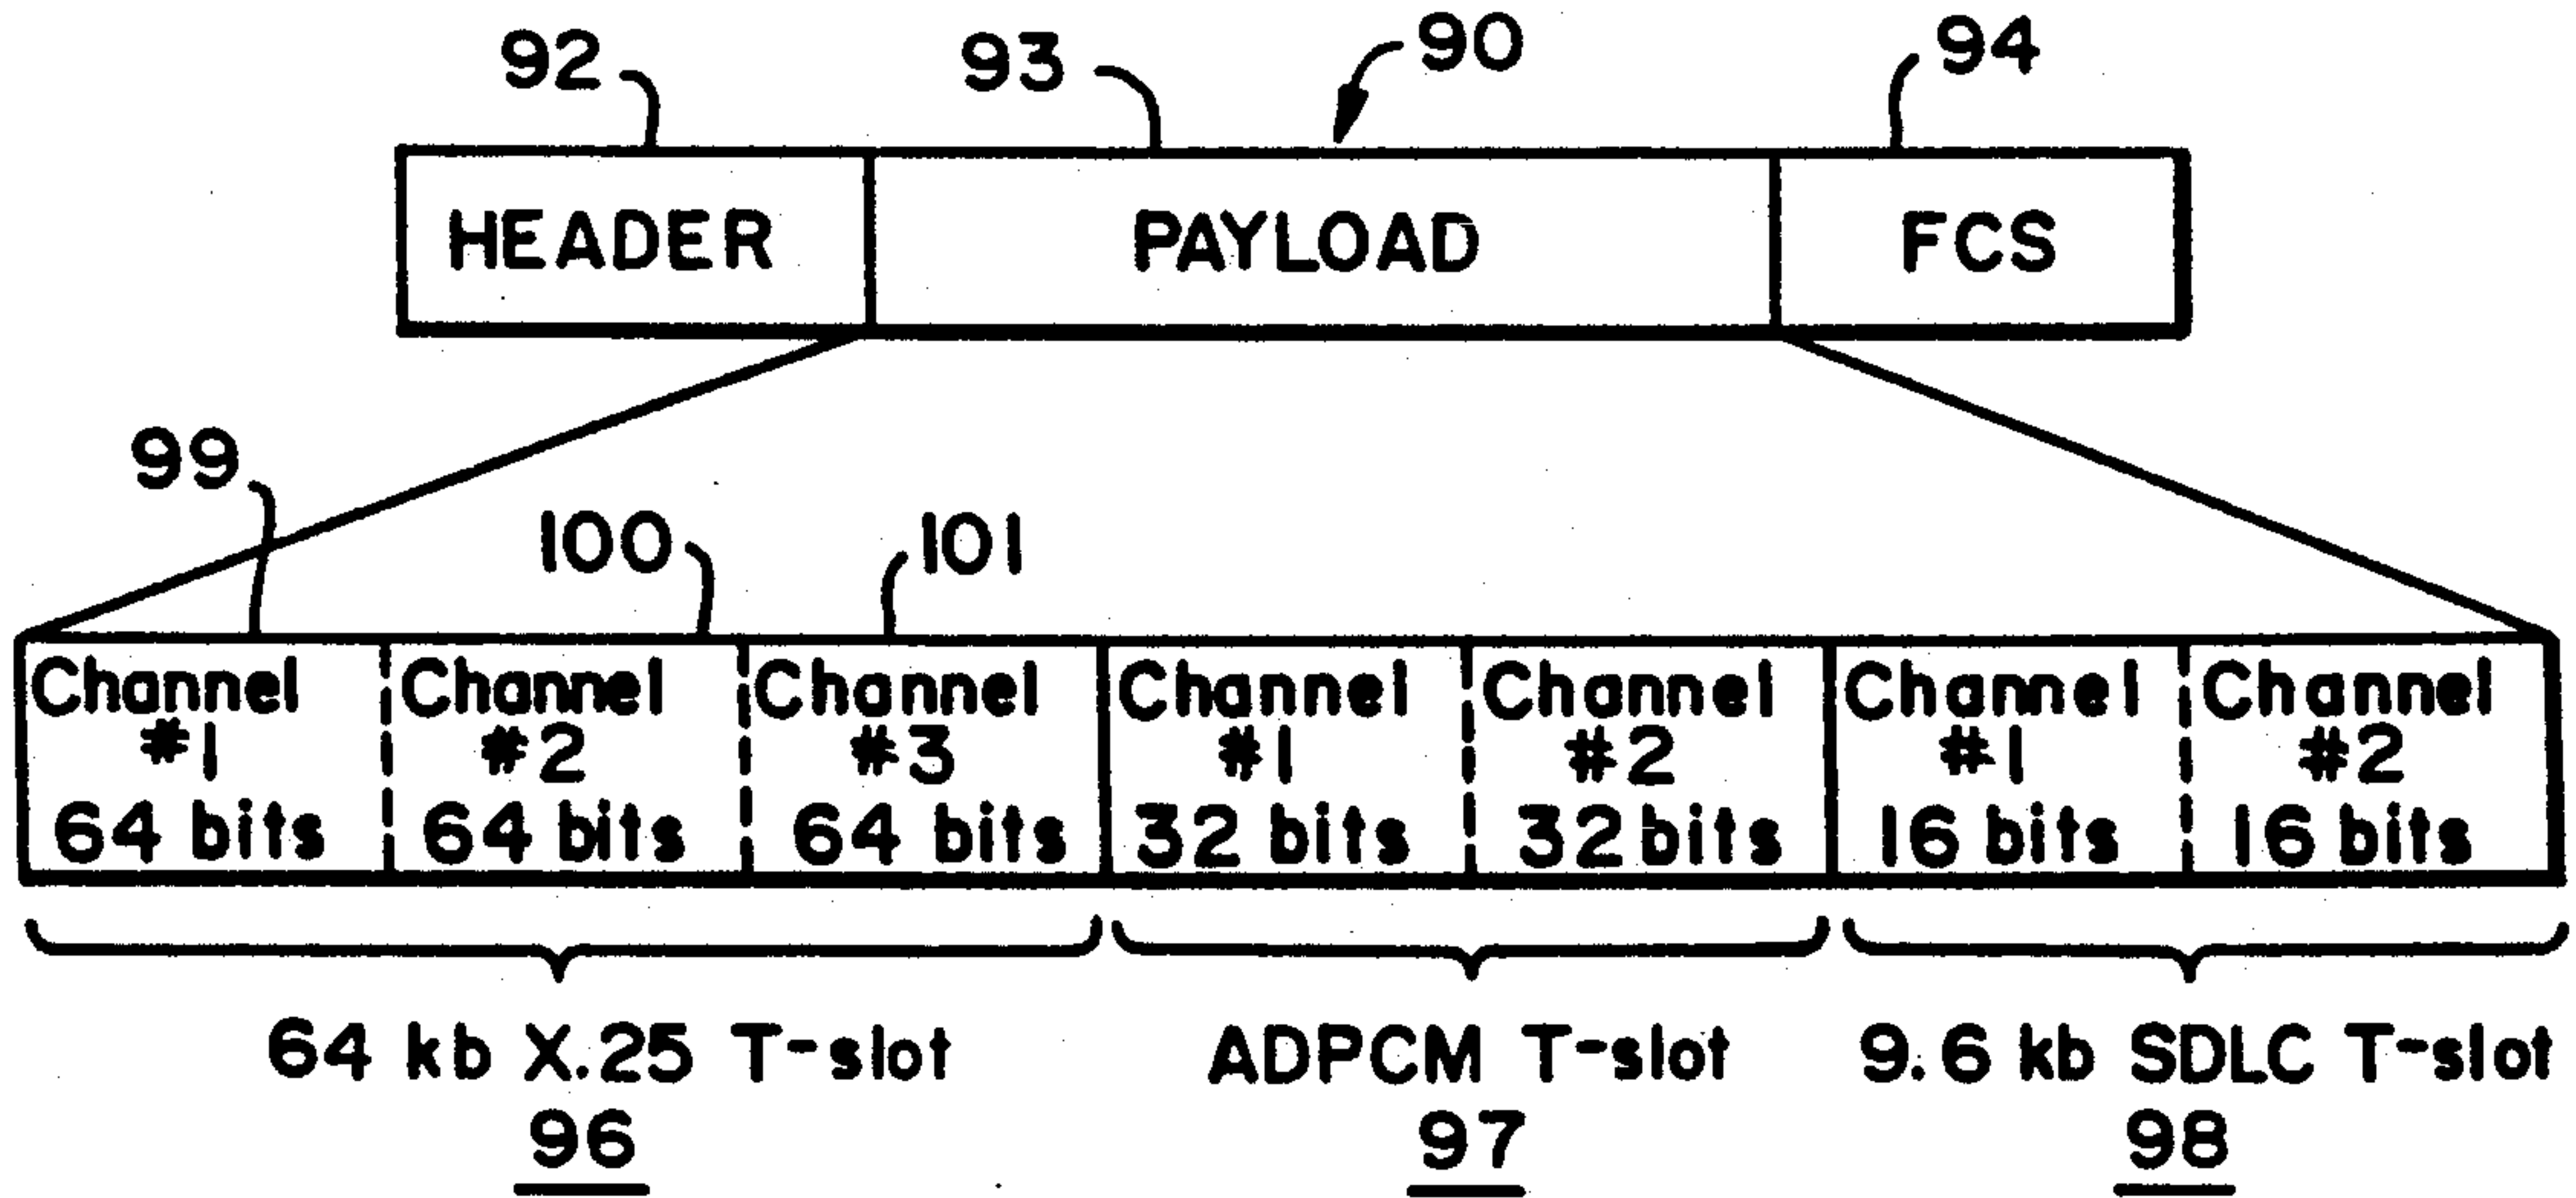 92 93 90 94
HEADER PAYLOAD FCS
99
100 101
Channel Channel Channel Channel Channel Channel Channel
#1 #2 #3 #1 #2 #1 #2
64 bits 64 bits 64 bits 32 bits 32 bits 16 bits 16 bits
64 kb X.25 T-slot ADPCM T-slot 9.6 kb SDLC T-slot
96 97 98